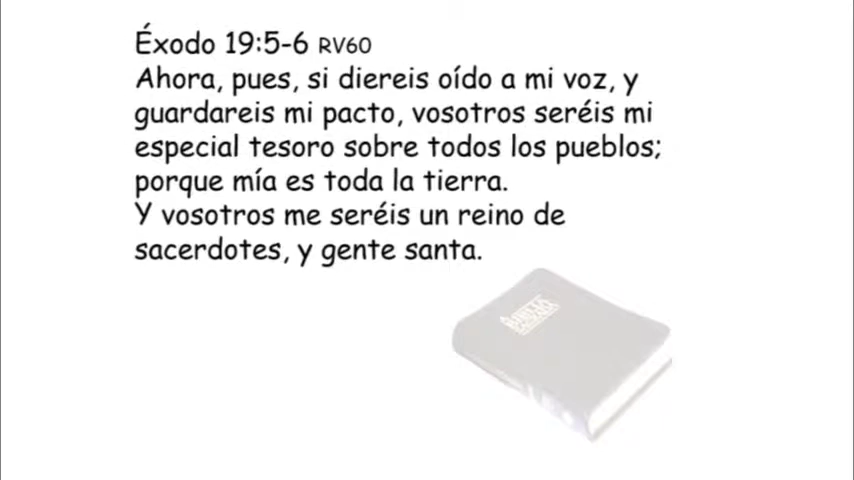 Éxodo 19:5-6 RV60
Ahora, pues, si diereis oído a mi voz, y
guardareis mi pacto, vosotros seréis mi
especial tesoro sobre todos los pueblos;
porque mía es toda la tierra.
Y vosotros me seréis un reino de
sacerdotes, y gente santa.